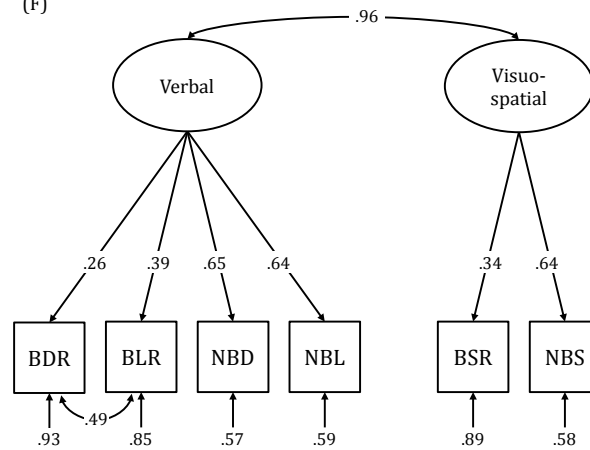 (F)
.96
Verbal
Visuo-
spatial
.26 .39 .65 .64 .34 .64
BDR BLR NBD NBL BSR NBS
.49
.93 .85 .57 .59 .89 .58